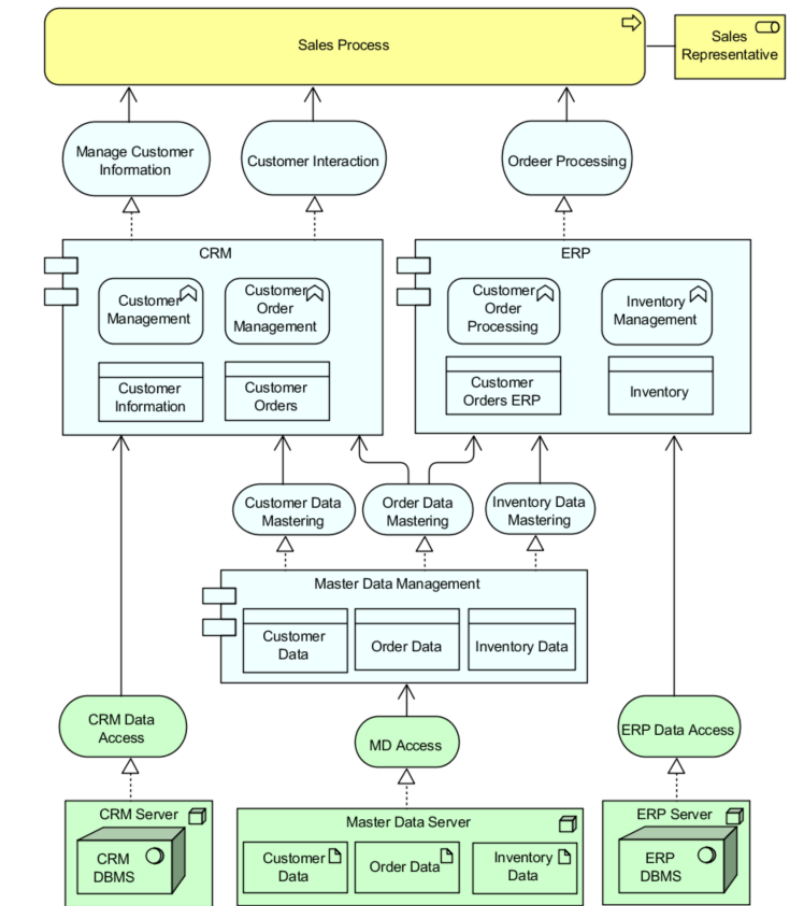 Sales Process
Sales
Representative
Manage Customer
Information
Customer Interaction
Ordeer Processing
CRM
ERP
Customer
Management
Customer
Order
Management
Customer
Order
Processing
Inventory
Management
Customer
Information
Customer
Orders
Customer
Orders ERP
Inventory
Customer Data
Mastering
Order Data
Mastering
Inventory Data
Mastering
Master Data Management
Customer
Data
Order Data
Inventory Data
CRM Data
Access
MD Access
ERP Data Access
CRM Server
CRM
DBMS
Master Data Server
Customer
Data
Order Data
Inventory
Data
ERP Server
ERP
DBMS